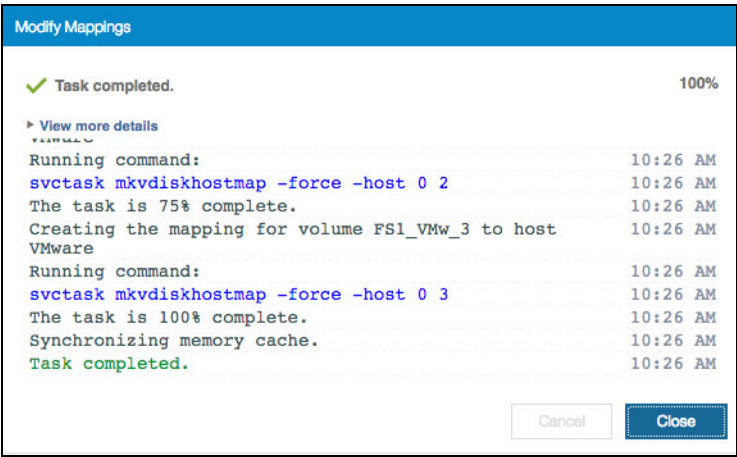 Modify Mappings
Task completed.
100%
View more details
VMware
Running command:
10:26 AM
svctask mkvdiskhostmap -force -host 0 2
10:26 AM
The task is 75% complete.
10:26 AM
Creating the mapping for volume FS1_VMw_3 to host
10:26 AM
VMware
Running command:
10:26 AM
svctask mkvdiskhostmap -force -host 0 3
10:26 AM
The task is 100% complete.
10:26 AM
Synchronizing memory cache.
10:26 AM
Task completed.
10:26 AM
Cancel
Close